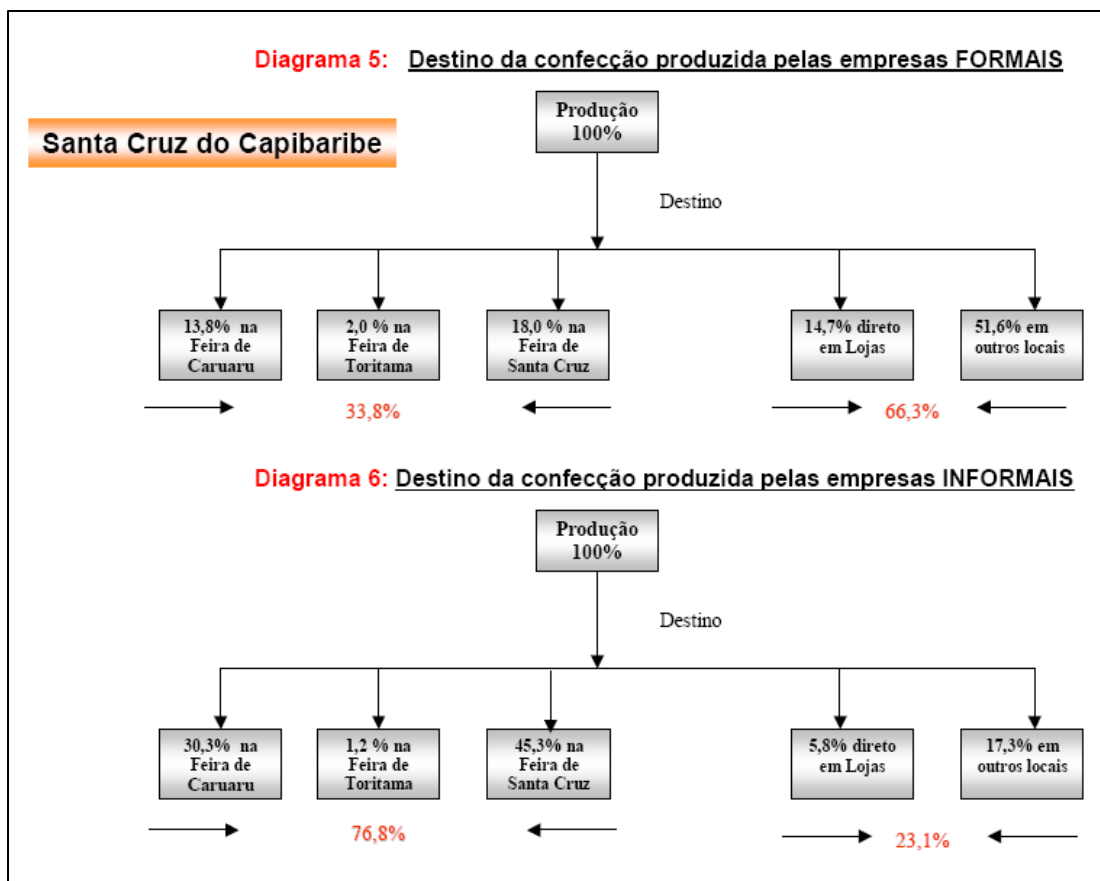 Diagrama 5: Destino da confecção produzida pelas empresas FORMAIS
Santa Cruz do Capibaribe
Produção
100%
Destino
13,8% na
Feira de
Caruaru
2,0 % na
Feira de
Toritama
18,0 % na
Feira de
Santa Cruz
14,7% direto
em Lojas
51,6% em
outros locais
33,8%
66,3%
Diagrama 6: Destino da confecção produzida pelas empresas INFORMAIS
Produção
100%
Destino
30,3% na
Feira de
Caruaru
1,2 % na
Feira de
Toritama
45,3% na
Feira de
Santa Cruz
5,8% direto
em Lojas
17,3% em
outros locais
76,8%
23,1%